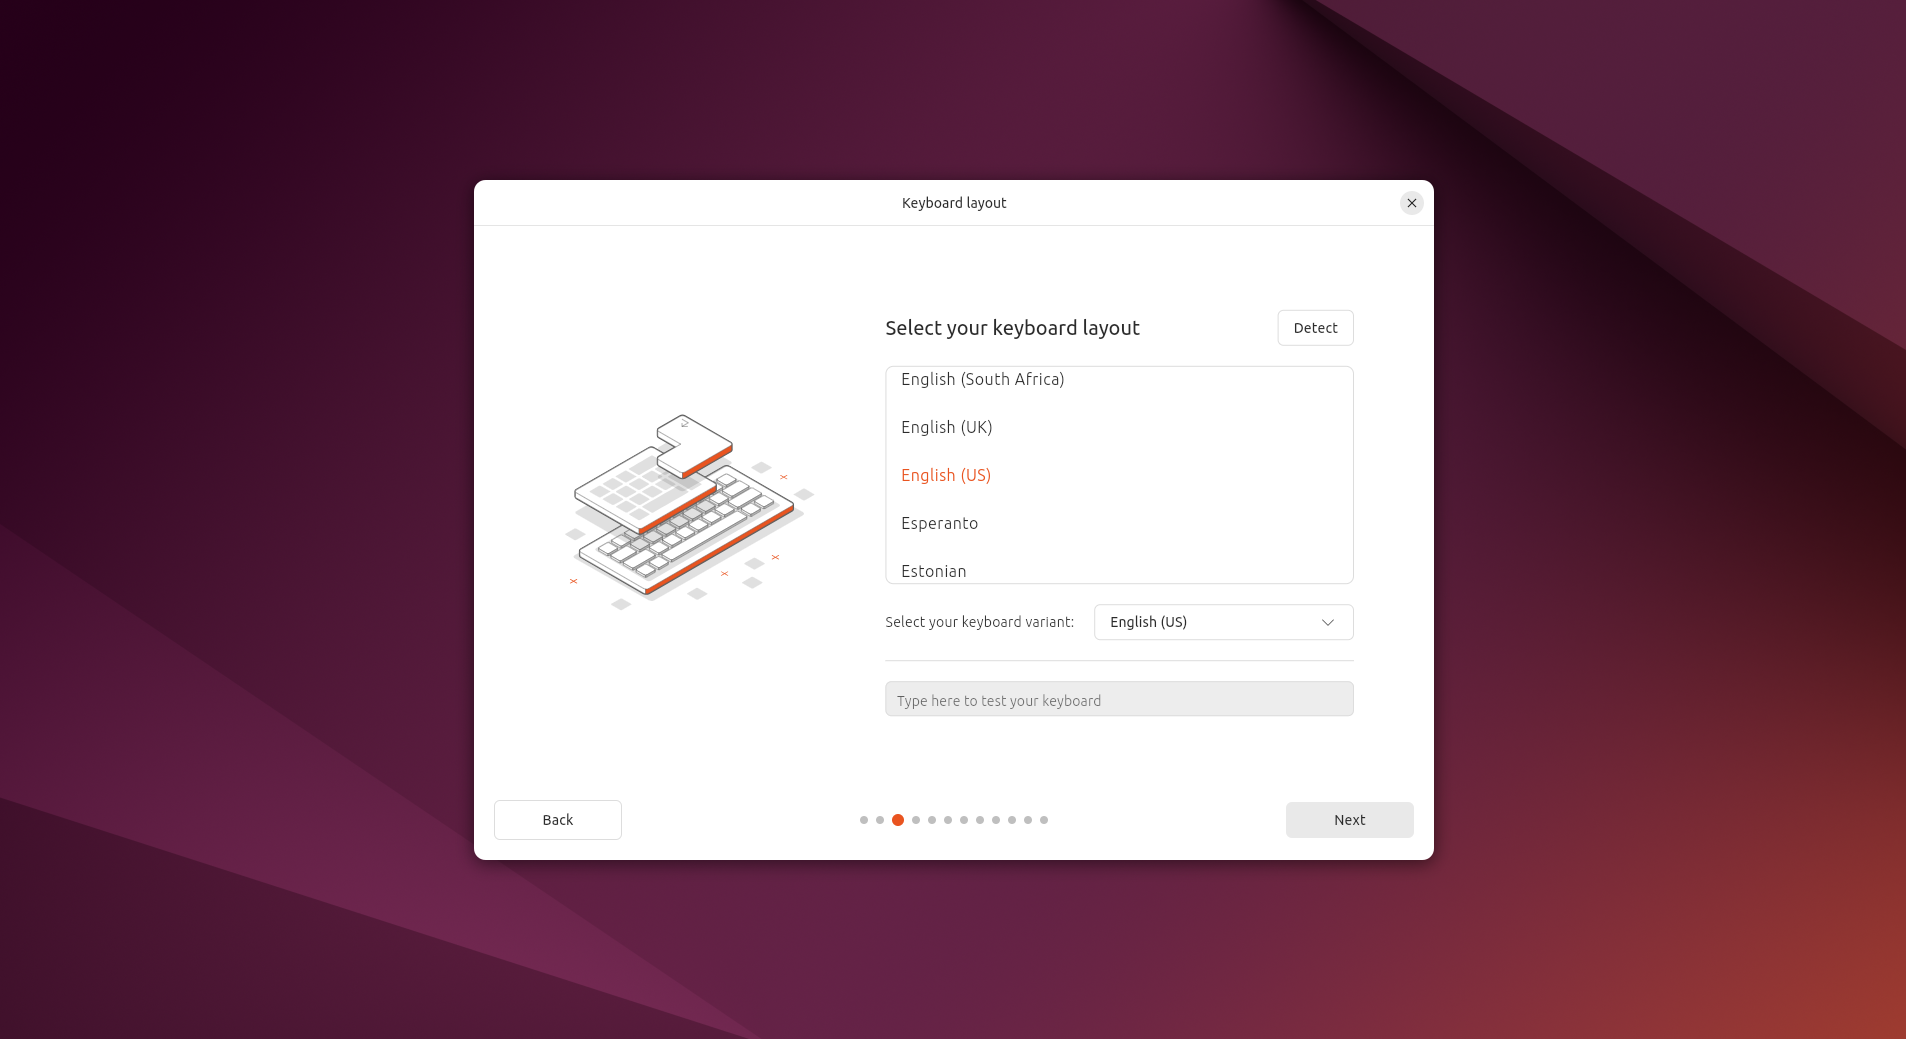 Keyboard layout
Select your keyboard layout
Detect
English (South Africa)
English (UK)
English (US)
Esperanto
Estonian
Select your keyboard variant:
English (US)
Type here to test your keyboard
Back
Next